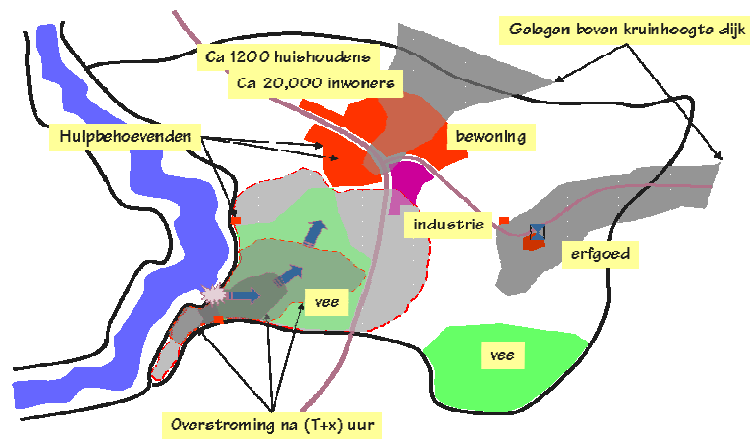 Gelegen boven kruinhoogte dijk
Ca 1200 huishoudens
Ca 20,000 inwoners
Hulpbehoevenden
bewoning
industrie
erfgoed
vee
vee
Overstroming na (T+x) uur